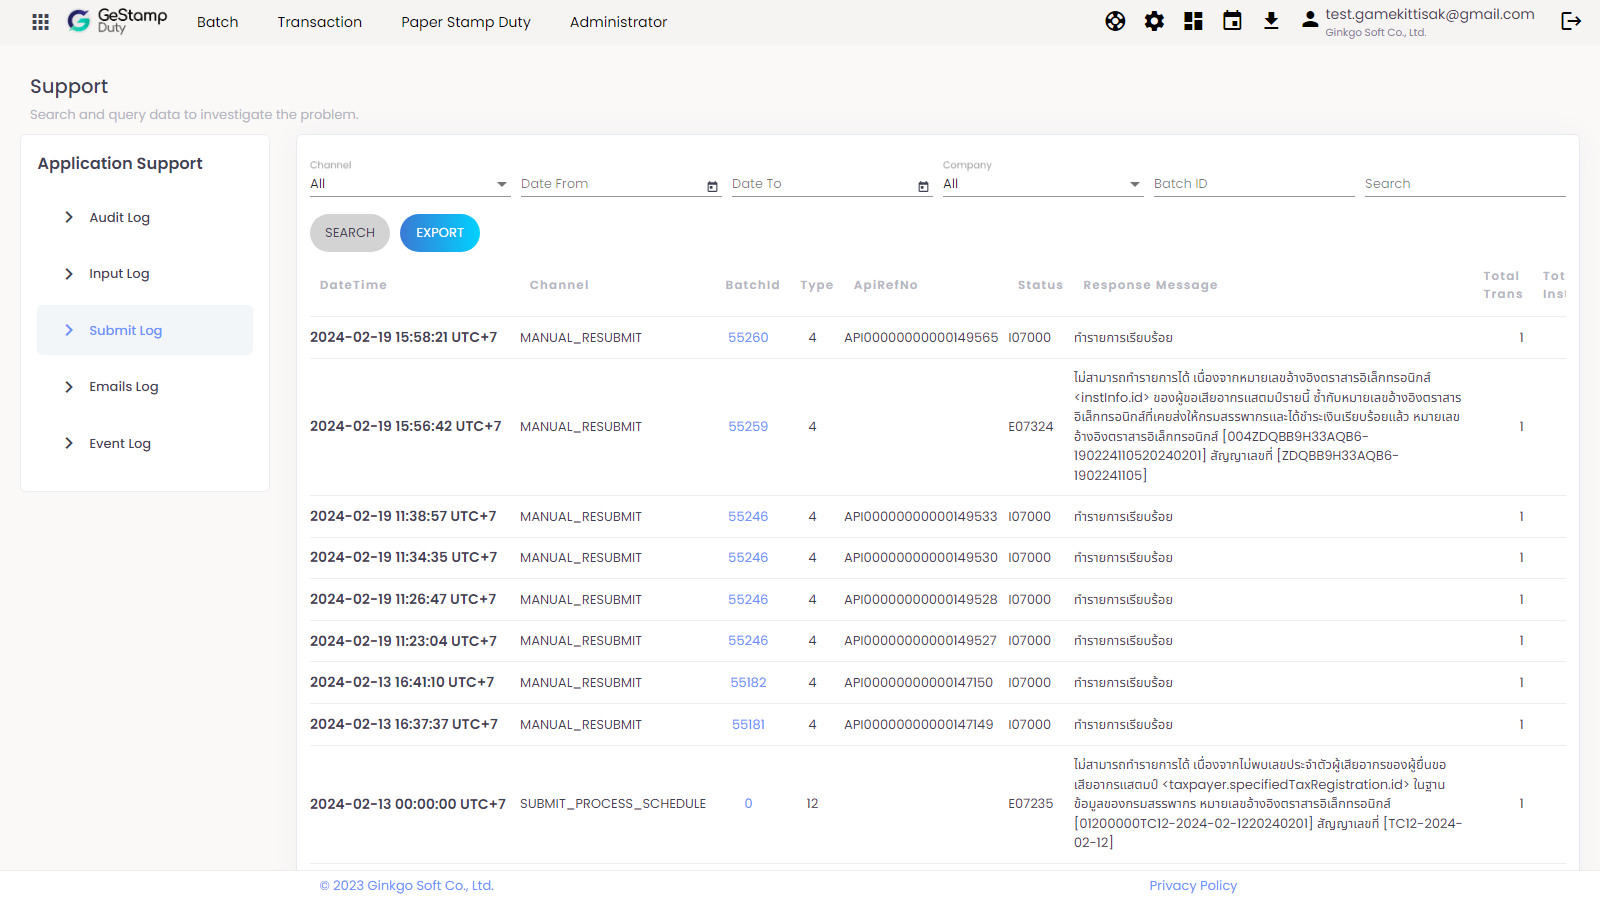 GeStamp
Duty
Batch
Transaction
Paper Stamp Duty
Administrator
test.gamekittisak@gmail.com
Ginkgo Soft Co., Ltd.
Support
Search and query data to investigate the problem.
Application Support
Audit Log
Input Log
Submit Log
Emails Log
Event Log
Channel
All
Date From
Date To
Company
All
Batch ID
Search
SEARCH
EXPORT
DateTime Channel BatchId Type ApiRefNo Status Response Message Total Trans Tot Inst
2024-02-19 15:58:21 UTC+7 MANUAL_RESUBMIT 55260 4 API00000000000149565 I07000 ทำรายการเรียบร้อย 1
2024-02-19 15:56:42 UTC+7 MANUAL_RESUBMIT 55259 4 E07324
ไม่สามารถทำรายการได้ เนื่องจากหมายเลขอ้างอิงตราสารอิเล็กทรอนิกส์
<instInfo.id> ของผู้ขอเสียอากรแสตมป์รายนี้ ซ้ำกับหมายเลขอ้างอิงตราสาร
อิเล็กทรอนิกส์ที่เคยส่งให้กรมสรรพากรและได้ชำระเงินเรียบร้อยแล้ว หมายเลข
อ้างอิงตราสารอิเล็กทรอนิกส์ [004ZDQBB9H33AQB6-
190224110520240201] สัญญาเลขที่ [ZDQBB9H33AQB6-
1902241105]
1
2024-02-19 11:38:57 UTC+7 MANUAL_RESUBMIT 55246 4 API00000000000149533 I07000 ทำรายการเรียบร้อย 1
2024-02-19 11:34:35 UTC+7 MANUAL_RESUBMIT 55246 4 API00000000000149530 I07000 ทำรายการเรียบร้อย 1
2024-02-19 11:26:47 UTC+7 MANUAL_RESUBMIT 55246 4 API00000000000149528 I07000 ทำรายการเรียบร้อย 1
2024-02-19 11:23:04 UTC+7 MANUAL_RESUBMIT 55246 4 API00000000000149527 I07000 ทำรายการเรียบร้อย 1
2024-02-13 16:41:10 UTC+7 MANUAL_RESUBMIT 55182 4 API00000000000147150 I07000 ทำรายการเรียบร้อย 1
2024-02-13 16:37:37 UTC+7 MANUAL_RESUBMIT 55181 4 API00000000000147149 I07000 ทำรายการเรียบร้อย 1
2024-02-13 00:00:00 UTC+7 SUBMIT_PROCESS_SCHEDULE 0 12 E07235
ไม่สามารถทำรายการได้ เนื่องจากไม่พบเลขประจำตัวผู้เสียอากรของผู้ยื่นขอ
เสียอากรแสตมป์ <taxpayer.specifiedTaxRegistration.id> ในฐาน
ข้อมูลของกรมสรรพากร หมายเลขอ้างอิงตราสารอิเล็กทรอนิกส์
[01200000TC12-2024-02-1220240201] สัญญาเลขที่ [TC12-2024-
02-12]
1
© 2023 Ginkgo Soft Co., Ltd.
Privacy Policy